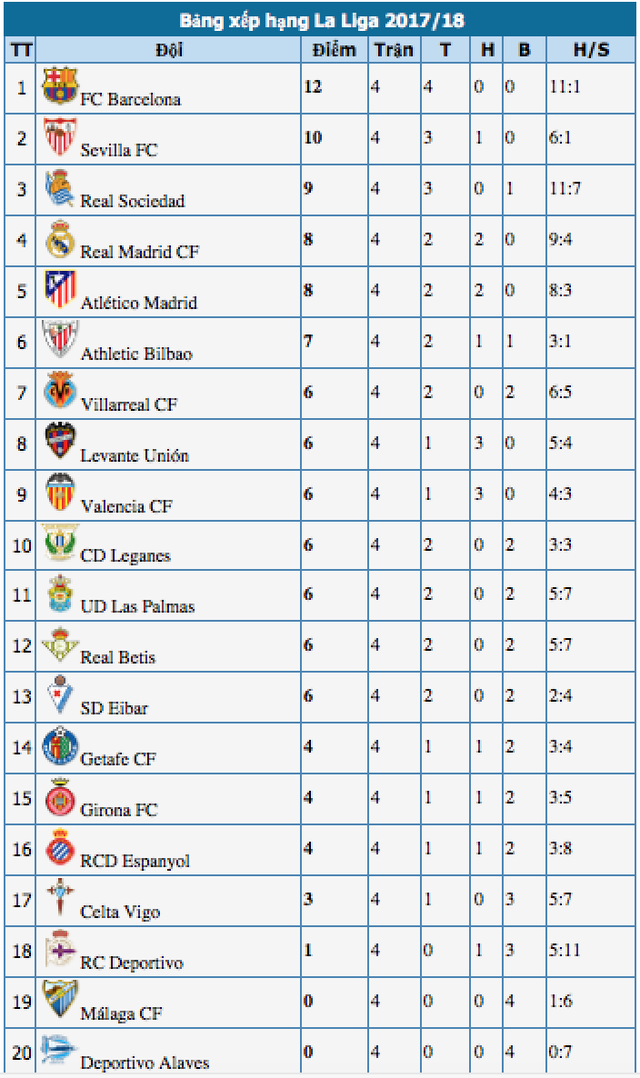 Bảng xếp hạng La Liga 2017/18
TT Đội Điểm Trận T H B H/S
1 FC Barcelona 12 4 4 0 0 11:1
2 Sevilla FC 10 4 3 1 0 6:1
3 Real Sociedad 9 4 3 0 1 11:7
4 Real Madrid CF 8 4 2 2 0 9:4
5 Atlético Madrid 8 4 2 2 0 8:3
6 Athletic Bilbao 7 4 2 1 1 3:1
7 Villarreal CF 6 4 2 0 2 6:5
8 Levante Unión 6 4 1 3 0 5:4
9 Valencia CF 6 4 1 3 0 4:3
10 CD Leganes 6 4 2 0 2 3:3
11 UD Las Palmas 6 4 2 0 2 5:7
12 Real Betis 6 4 2 0 2 5:7
13 SD Eibar 6 4 2 0 2 2:4
14 Getafe CF 4 4 1 1 2 3:4
15 Girona FC 4 4 1 1 2 3:5
16 RCD Espanyol 4 4 1 1 2 3:8
17 Celta Vigo 3 4 1 0 3 5:7
18 RC Deportivo 1 4 0 1 3 5:11
19 Málaga CF 0 4 0 0 4 1:6
20 Deportivo Alaves 0 4 0 0 4 0:7